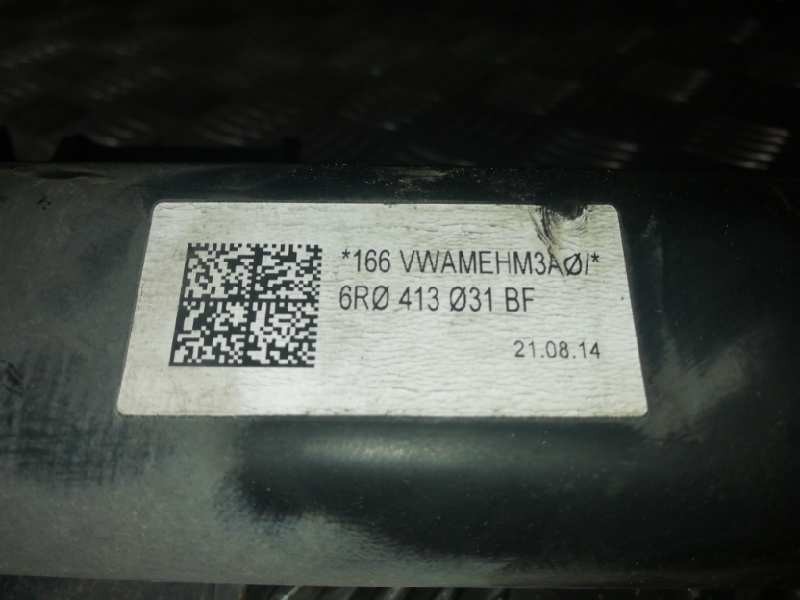 *166 VWAMEHM3AØ/*
6RØ 413 Ø31 BF
21.08.14